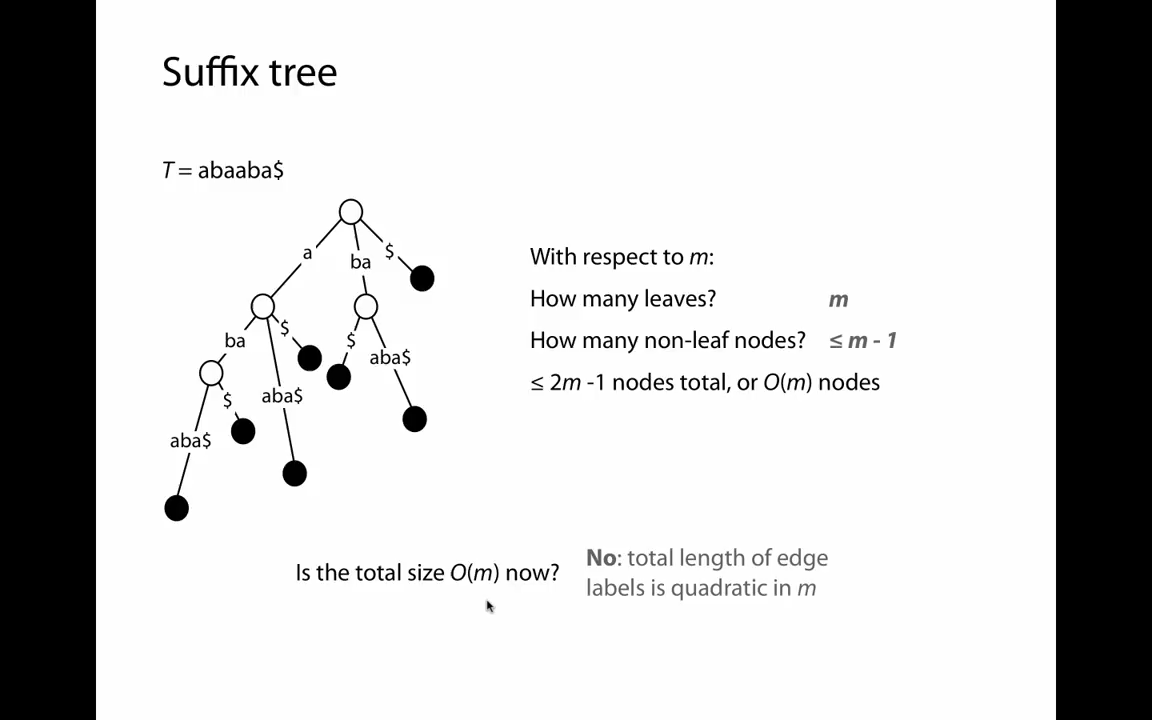 Suffix tree
T = abaaba$
a
ba
$
ba
$
$
aba$
$
aba$
aba$
With respect to m:
How many leaves? m
How many non-leaf nodes? ≤ m - 1
≤ 2m -1 nodes total, or O(m) nodes
Is the total size O(m) now?
No: total length of edge
labels is quadratic in m